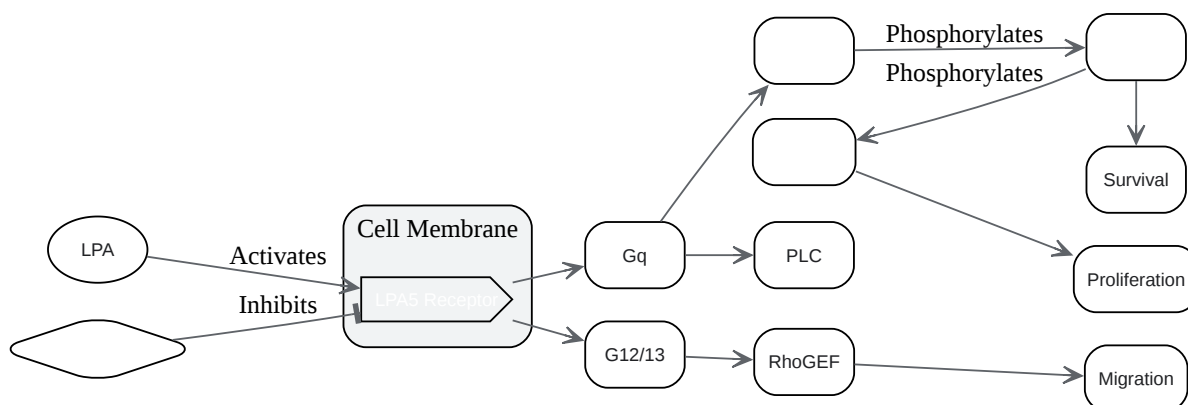 Phosphorylates
Phosphorylates
Survival
LPA
Activates
Cell Membrane
Gq
PLC
Proliferation
Inhibits
LPA5 Receptor
G12/13
RhoGEF
Migration